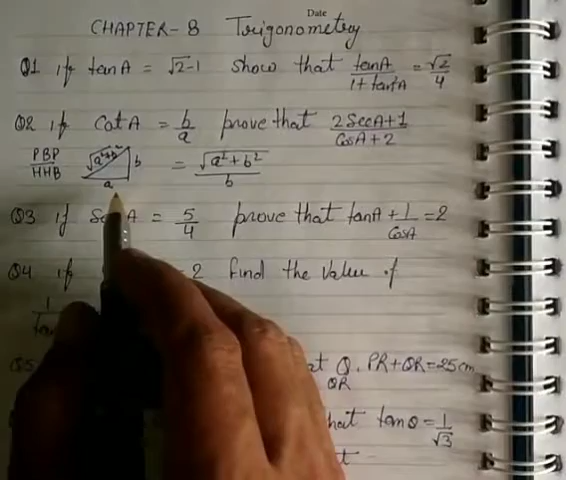 Date
CHAPTER-8 Trigonometry
Q1 if tanA = √2-1 show that tanA/1+tan²A = √2/4
Q2 if CotA = b/a prove that 2SecA+1/CosA+2
PBP/HHB √a²+b² b a = √a²+b²/b
Q3 if A = 5/4 prove that tanA+1/CosA=2
Q4 if = 2 find the value of
1
Q. PR+QR=25cm
QR
tanθ=1/√3